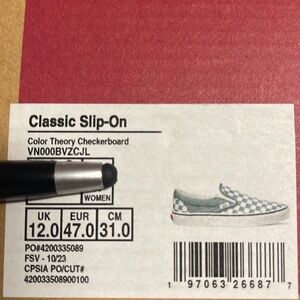 Classic Slip-On
Color Theory Checkerboard
VN000BVZCJL
WOMEN
UK EUR CM
12.0 47.0 31.0
PO#4200335089
FSV - 10/23
CPSIA PO/CUT#
420033508900100
1 97063 26687 7